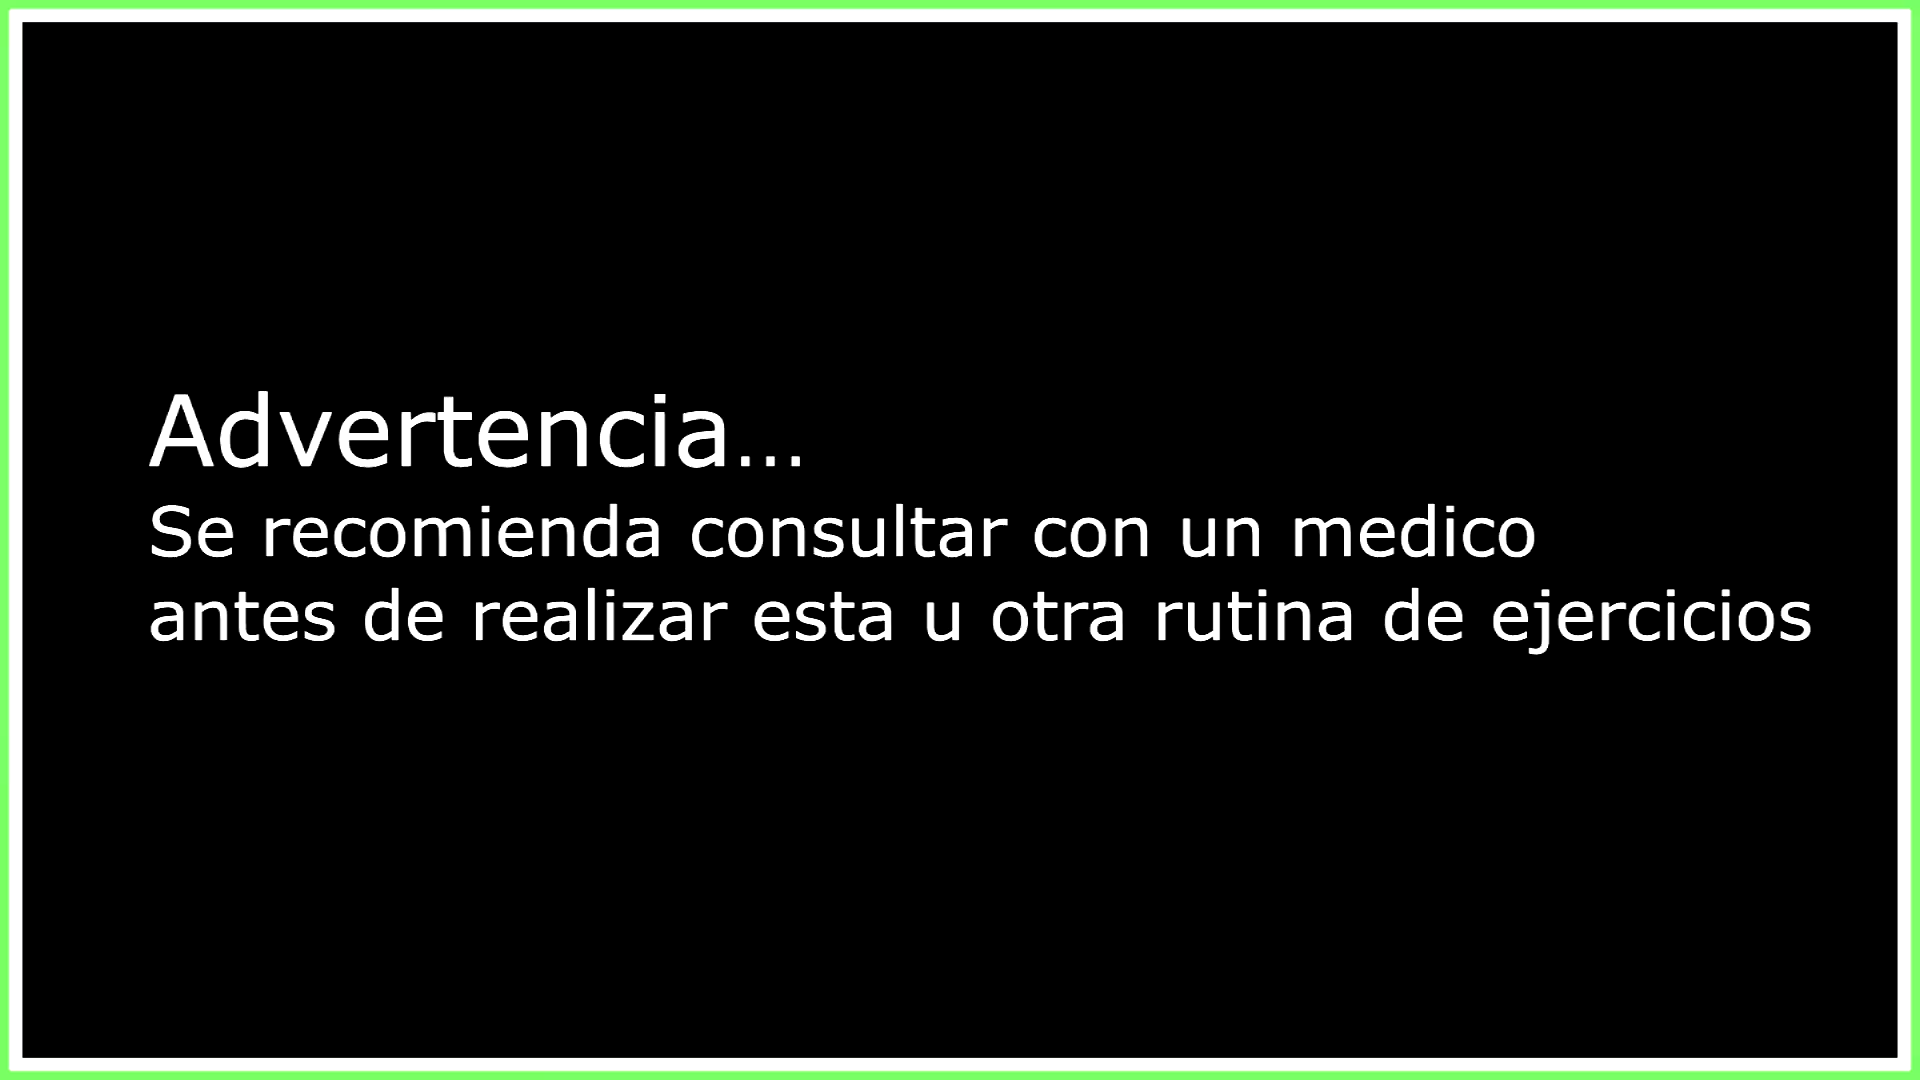 Advertencia...
Se recomienda consultar con un medico
antes de realizar esta u otra rutina de ejercicios